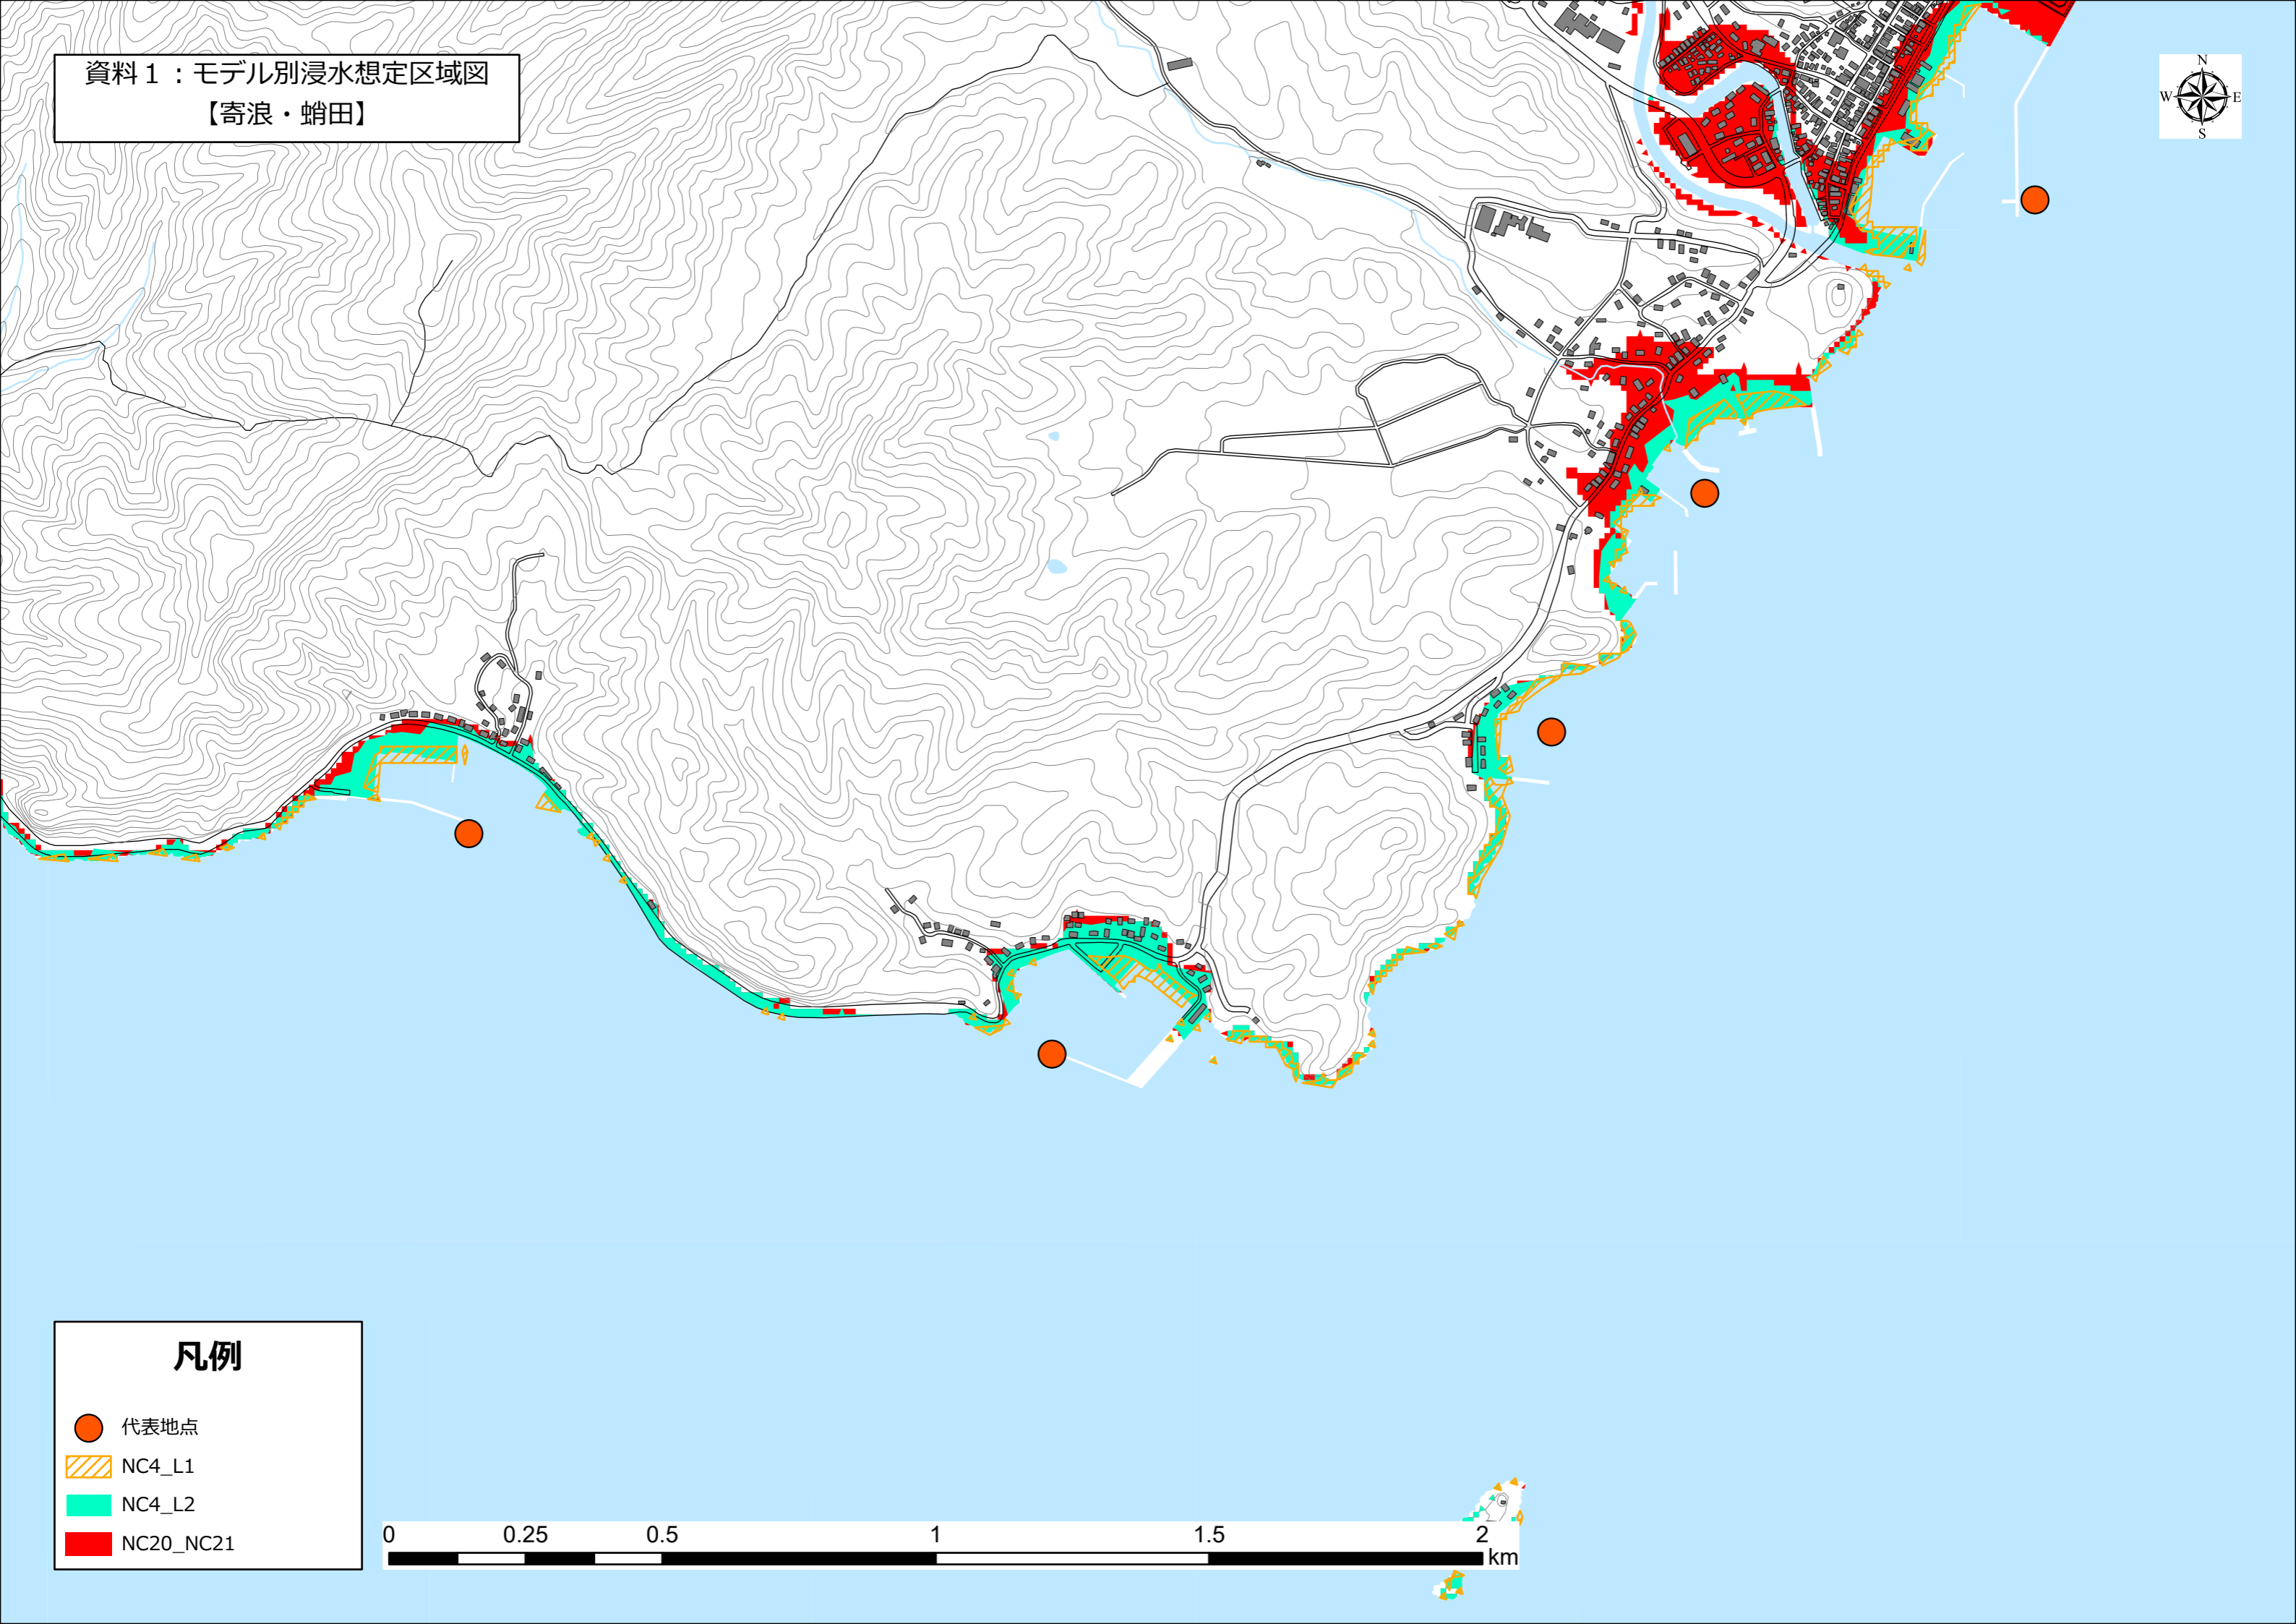 資料１：モデル別浸水想定区域図
【寄浪・蛸田】
N
W E
S
凡例
代表地点
NC4_L1
NC4_L2
NC20_NC21
0 0.25 0.5 1 1.5 2
km